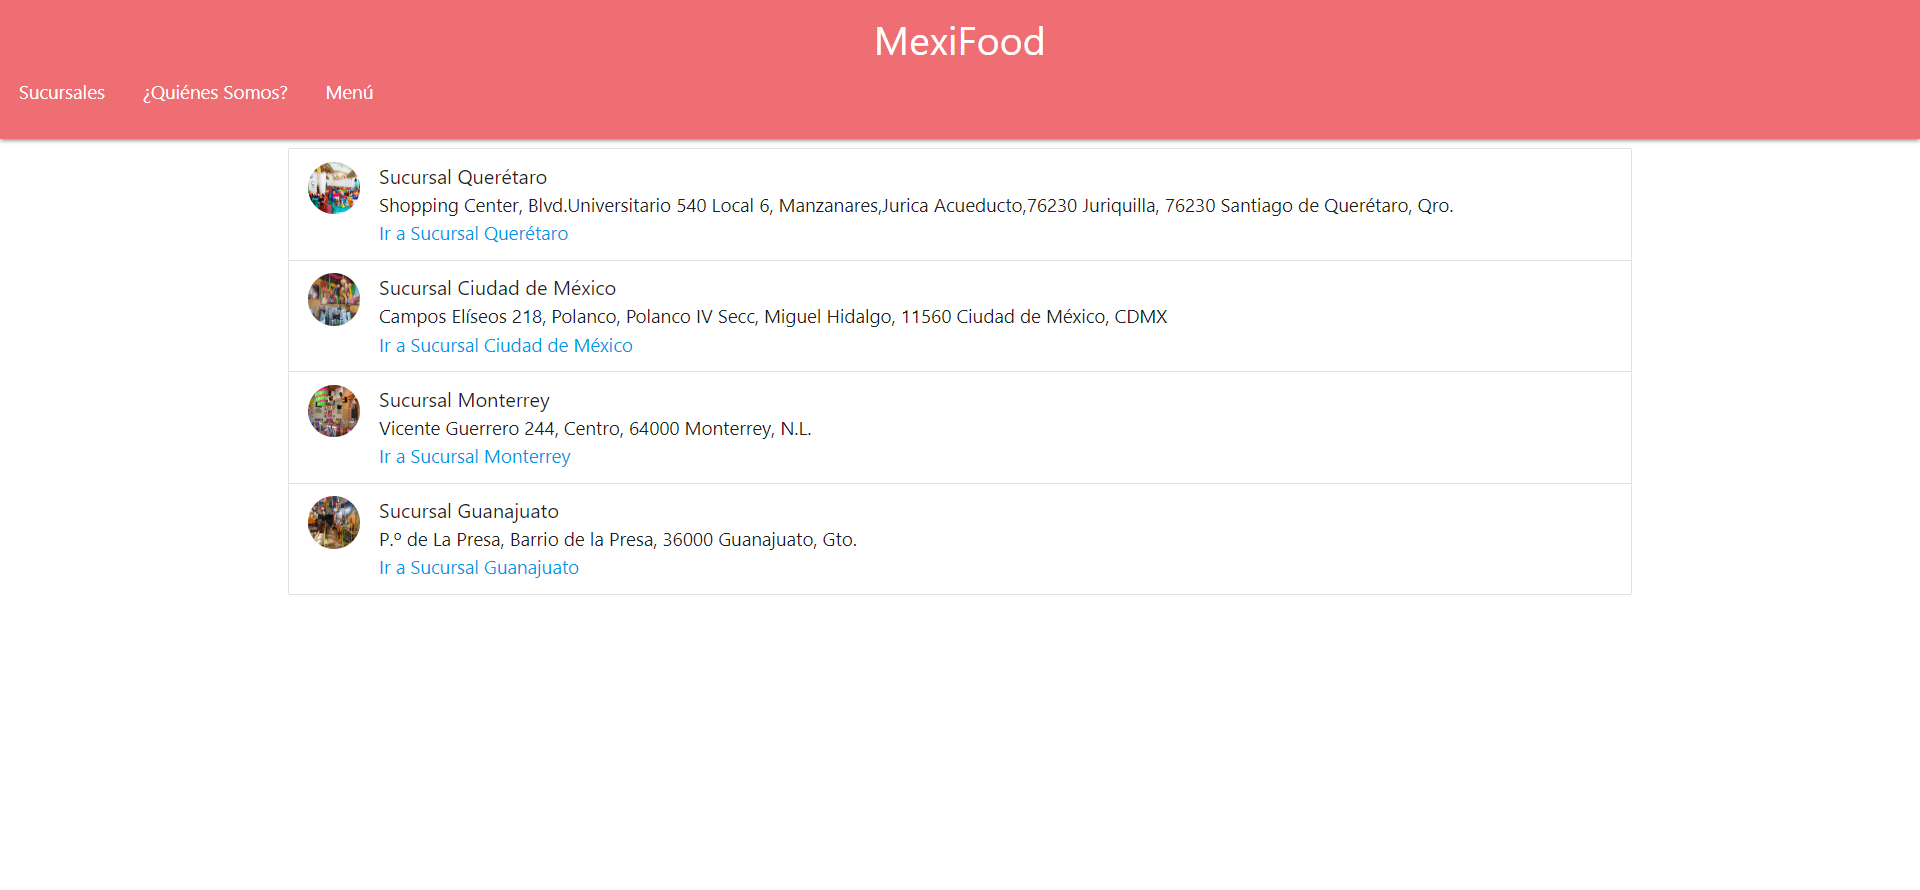 MexiFood
Sucursales ¿Quiénes Somos? Menú
Sucursal Querétaro
Shopping Center, Blvd.Universitario 540 Local 6, Manzanares,Jurica Acueducto,76230 Juriquilla, 76230 Santiago de Querétaro, Qro.
Ir a Sucursal Querétaro
Sucursal Ciudad de México
Campos Elíseos 218, Polanco, Polanco IV Secc, Miguel Hidalgo, 11560 Ciudad de México, CDMX
Ir a Sucursal Ciudad de México
Sucursal Monterrey
Vicente Guerrero 244, Centro, 64000 Monterrey, N.L.
Ir a Sucursal Monterrey
Sucursal Guanajuato
P.º de La Presa, Barrio de la Presa, 36000 Guanajuato, Gto.
Ir a Sucursal Guanajuato